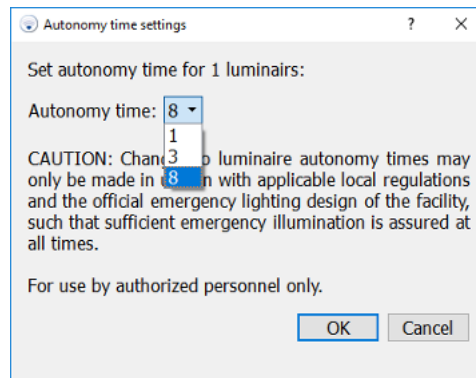 Autonomy time settings ? ×
Set autonomy time for 1 luminairs:
Autonomy time: 8
1
3
8
CAUTION: Chan o luminaire autonomy times may
only be made in n with applicable local regulations
and the official emergency lighting design of the facility,
such that sufficient emergency illumination is assured at
all times.
For use by authorized personnel only.
OK Cancel